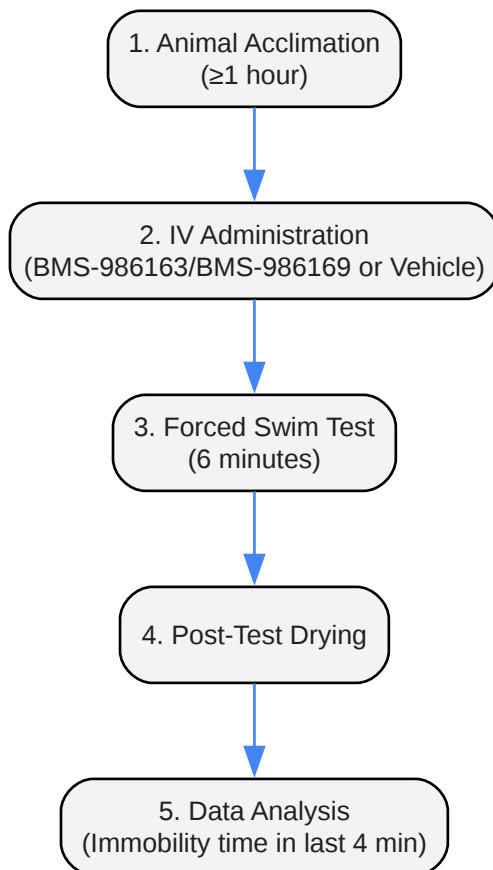 1. Animal Acclimation
(≥1 hour)
2. IV Administration
(BMS-986163/BMS-986169 or Vehicle)
3. Forced Swim Test
(6 minutes)
4. Post-Test Drying
5. Data Analysis
(Immobility time in last 4 min)